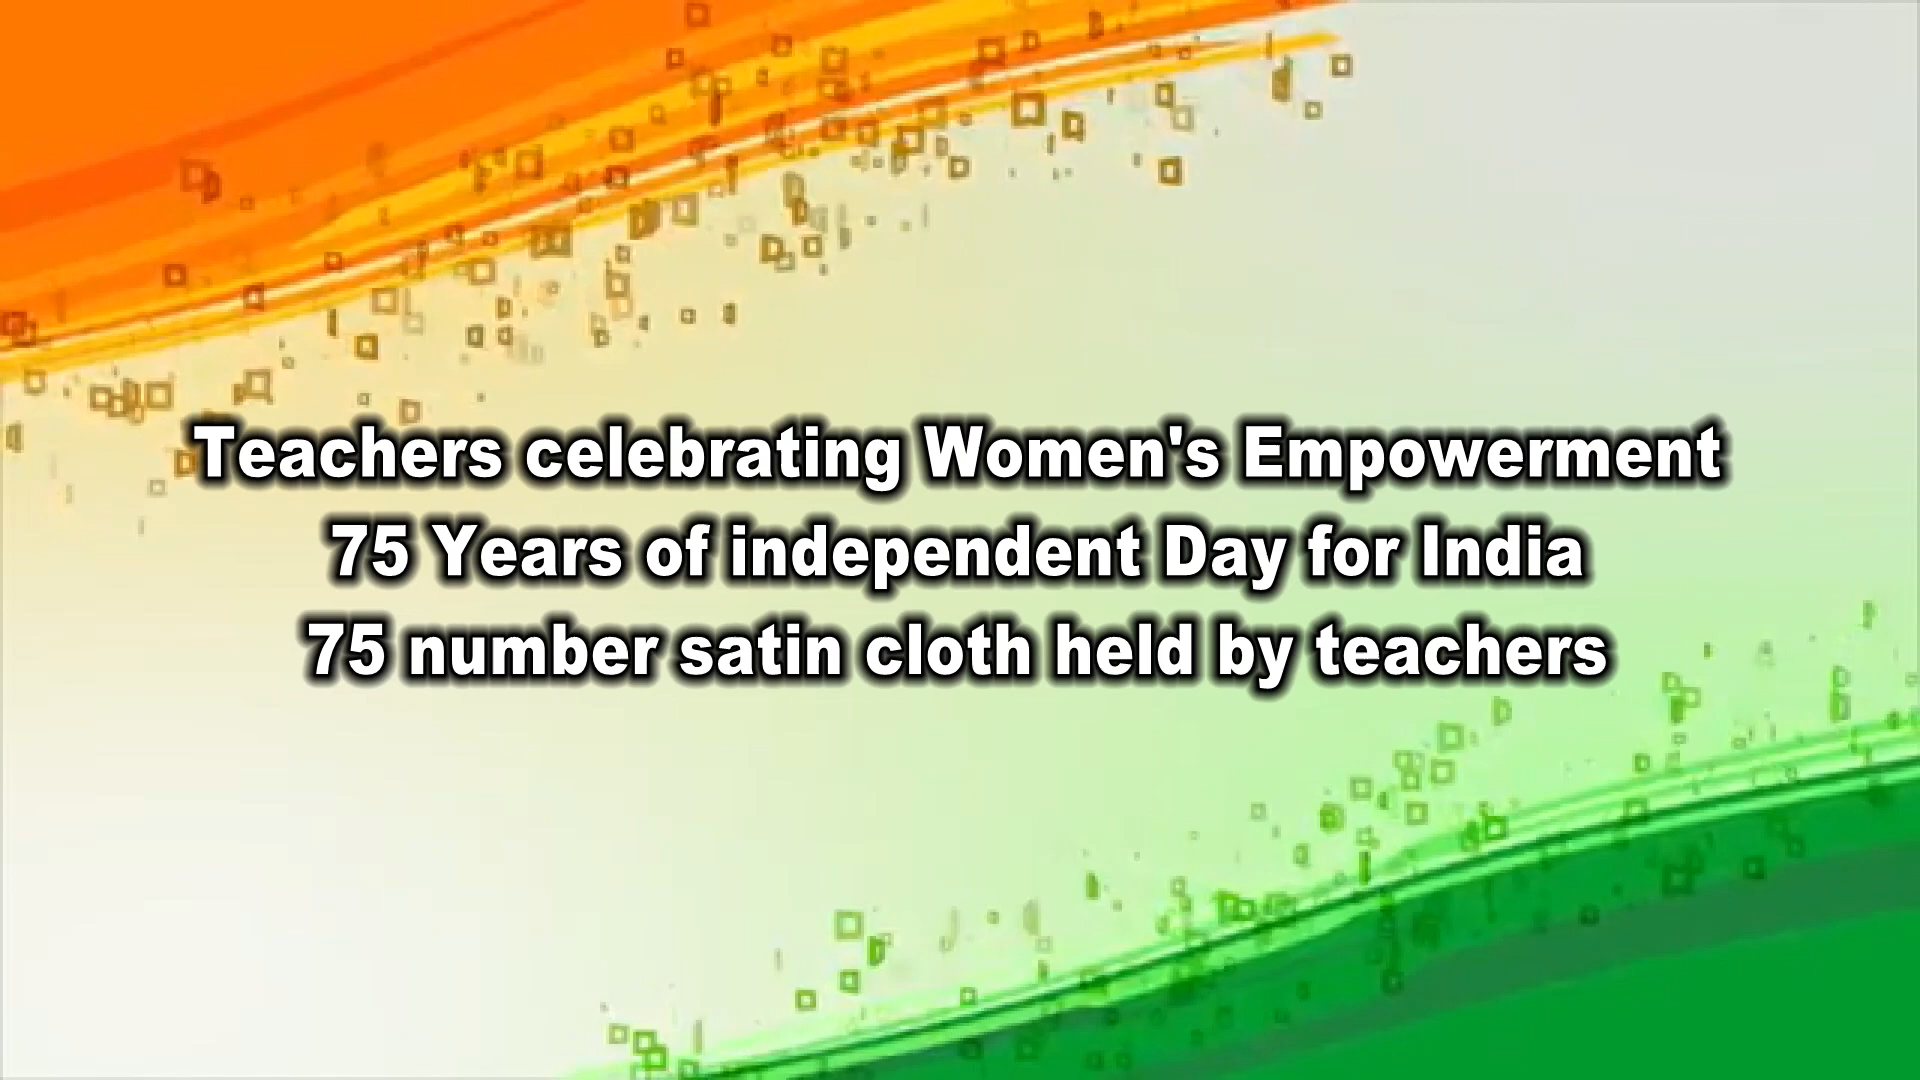 Teachers celebrating Women's Empowerment
75 Years of independent Day for India
75 number satin cloth held by teachers